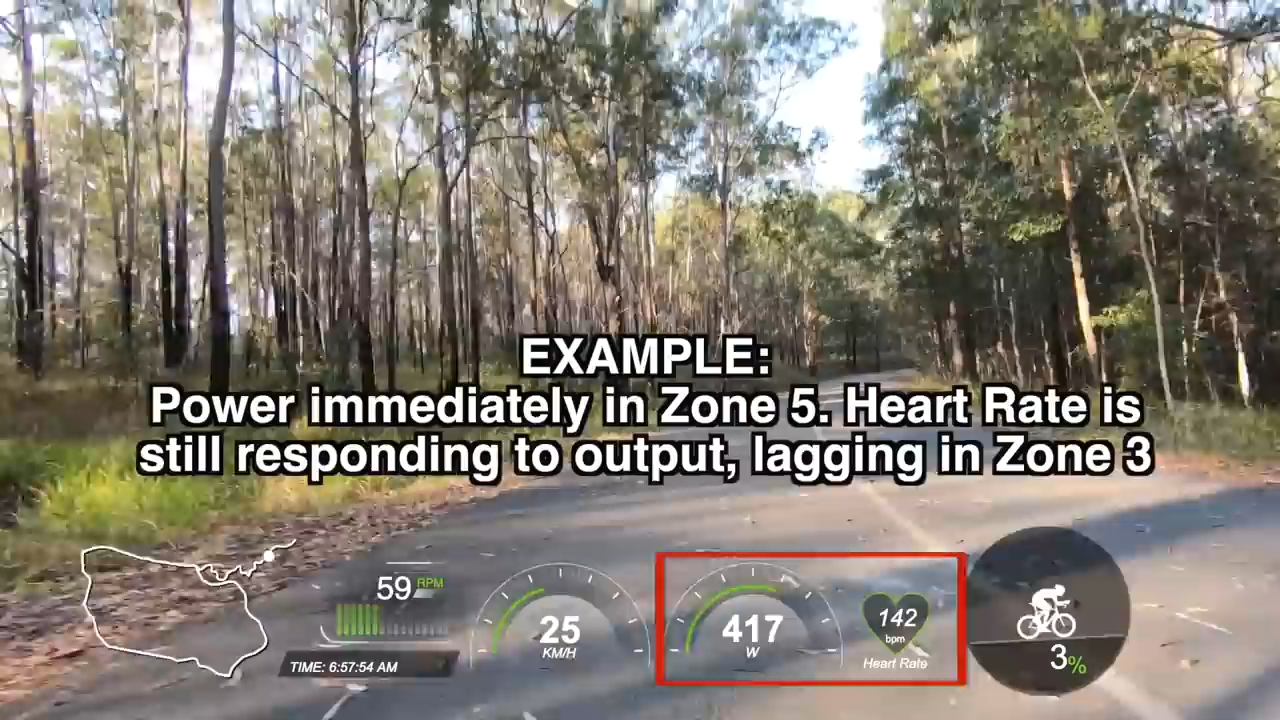 EXAMPLE:
Power immediately in Zone 5. Heart Rate is
still responding to output, lagging in Zone 3
59 RPM
TIME: 6:57:54 AM
25
KM/H
417
W
142
bpm
Heart Rate
3%